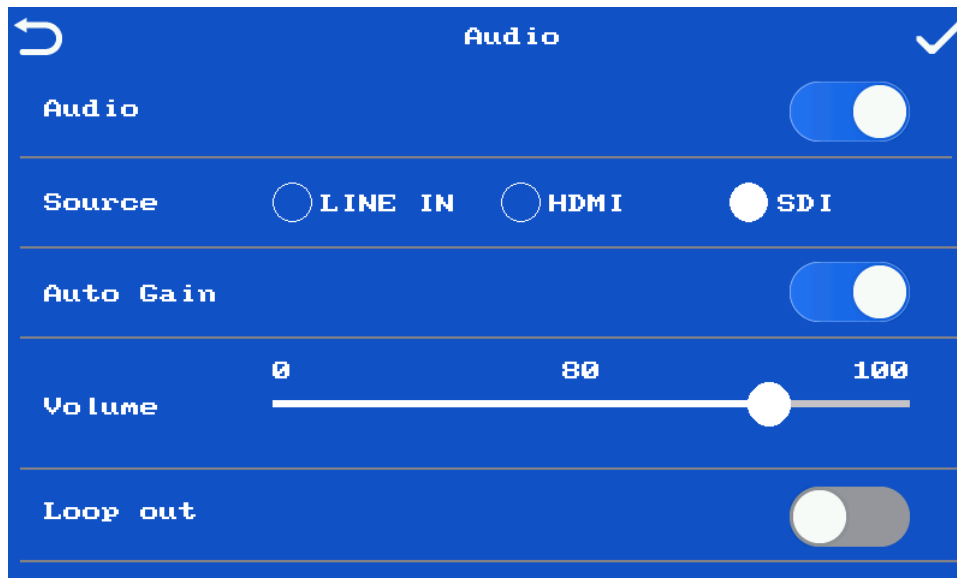 Audio
Audio
Source LINE IN HDMI SDI
Auto Gain
0 80 100
Volume
Loop out